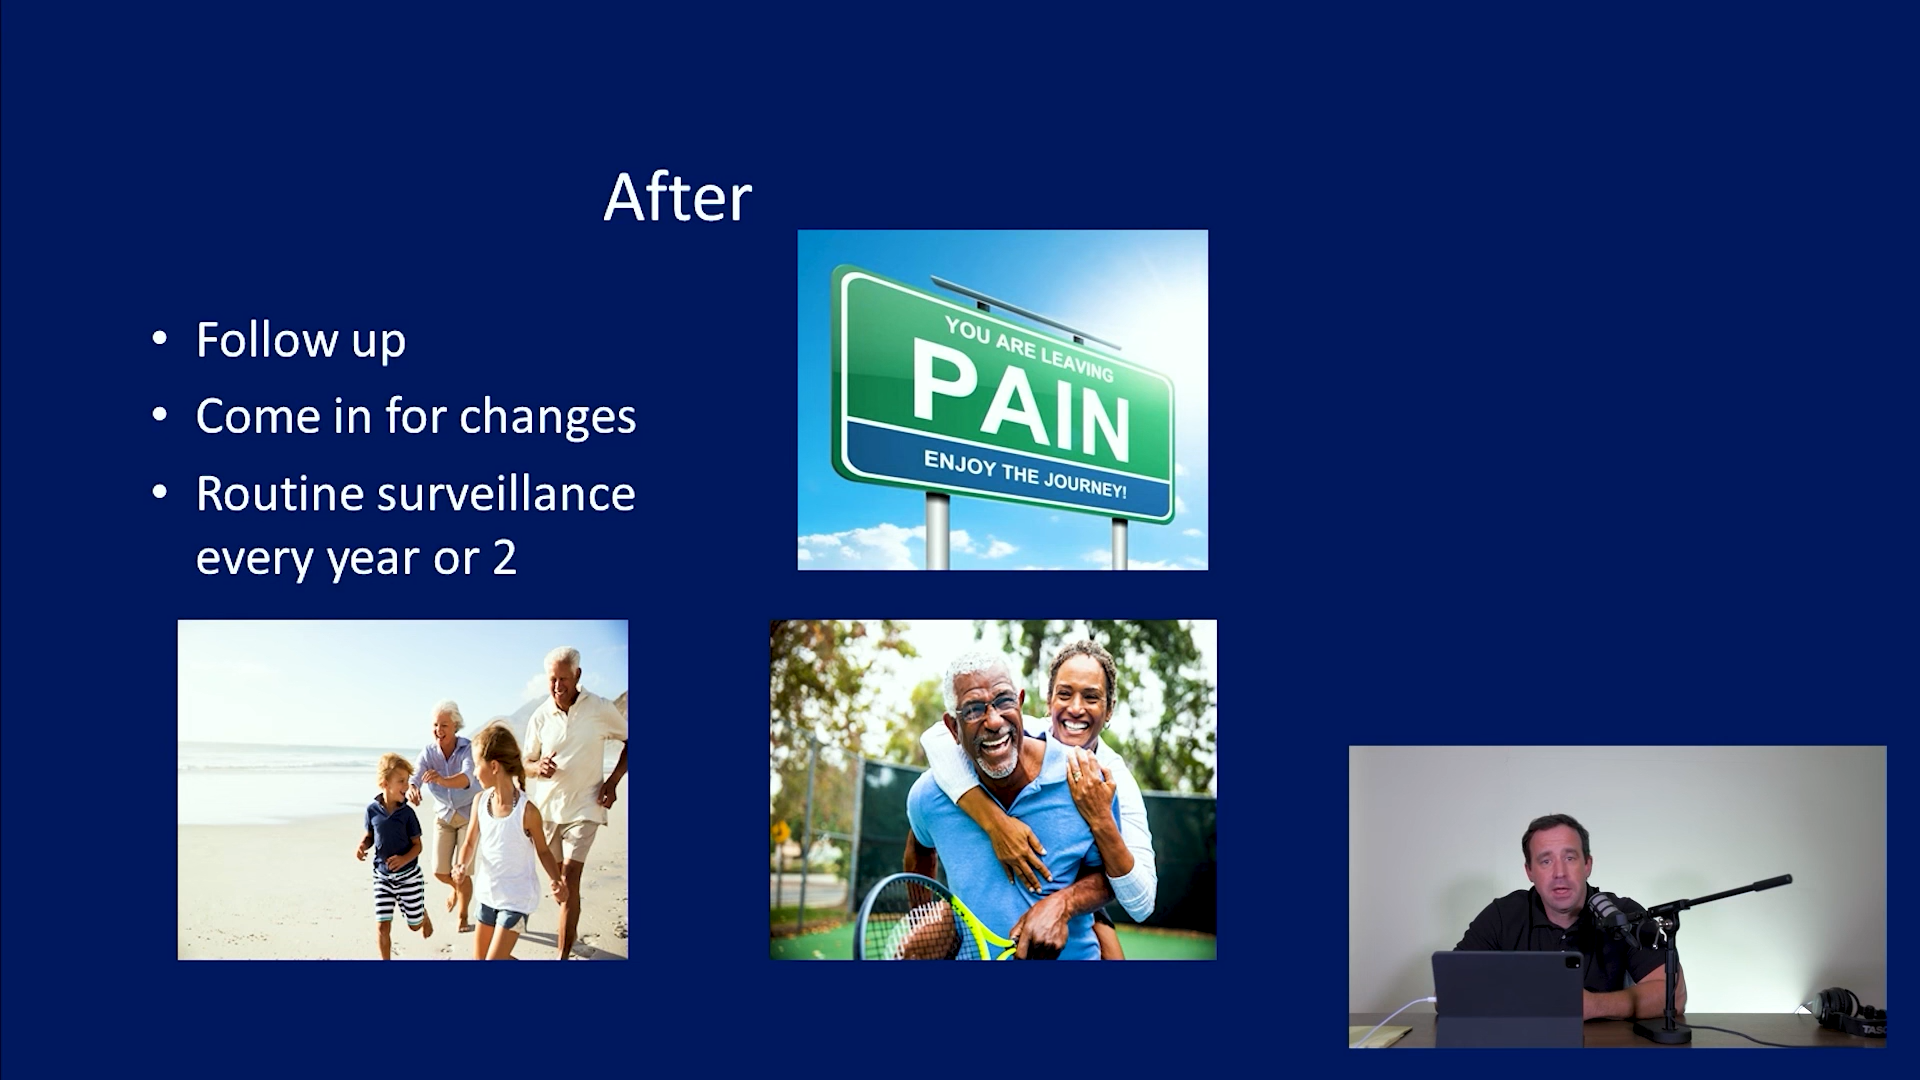 After
• Follow up
• Come in for changes
• Routine surveillance
every year or 2
YOU ARE LEAVING
PAIN
ENJOY THE JOURNEY!